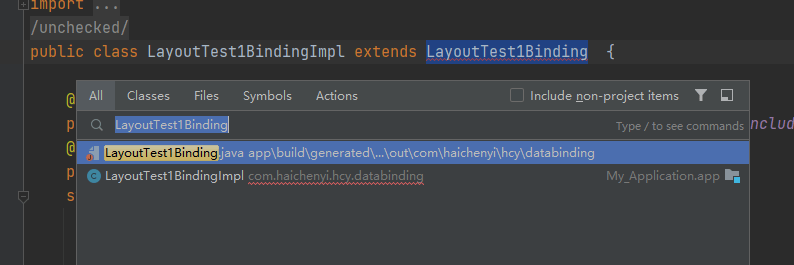 import ...
/unchecked/
public class LayoutTest1BindingImpl extends LayoutTest1Binding {
@
All Classes Files Symbols Actions Include non-project items
p
LayoutTest1Binding Type / to see commands
nclud
@
LayoutTest1Binding.java app\build\generated\...\out\com\haichenyi\hcy\databinding
p
LayoutTest1BindingImpl com.haichenyi.hcy.databinding My_Application.app
s